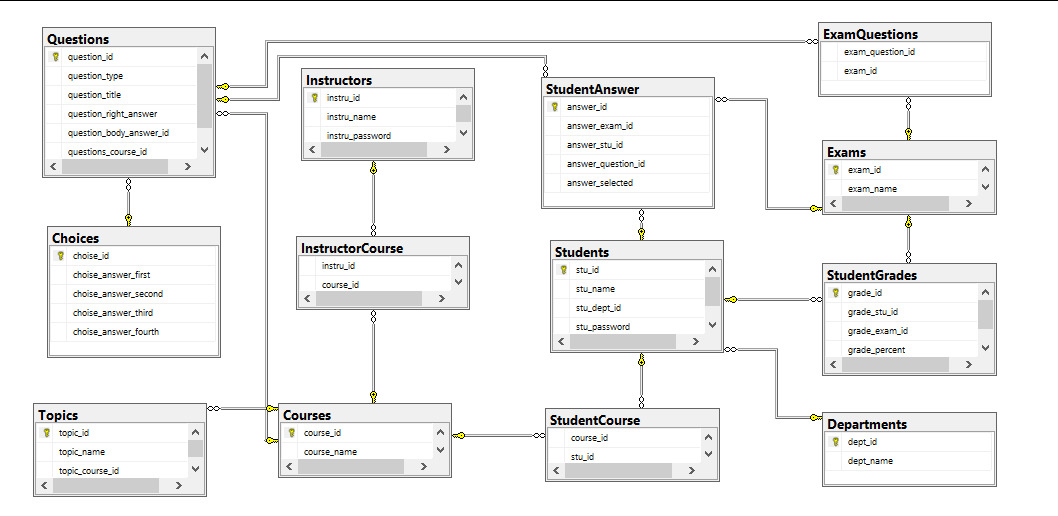 Questions
question_id
question_type
question_title
question_right_answer
question_body_answer_id
questions_course_id
Choices
choise_id
choise_answer_first
choise_answer_second
choise_answer_third
choise_answer_fourth
Topics
topic_id
topic_name
topic_course_id
Instructors
instru_id
instru_name
instru_password
InstructorCourse
instru_id
course_id
Courses
course_id
course_name
StudentAnswer
answer_id
answer_exam_id
answer_stu_id
answer_question_id
answer_selected
Students
stu_id
stu_name
stu_dept_id
stu_password
StudentCourse
course_id
stu_id
ExamQuestions
exam_question_id
exam_id
Exams
exam_id
exam_name
StudentGrades
grade_id
grade_stu_id
grade_exam_id
grade_percent
Departments
dept_id
dept_name